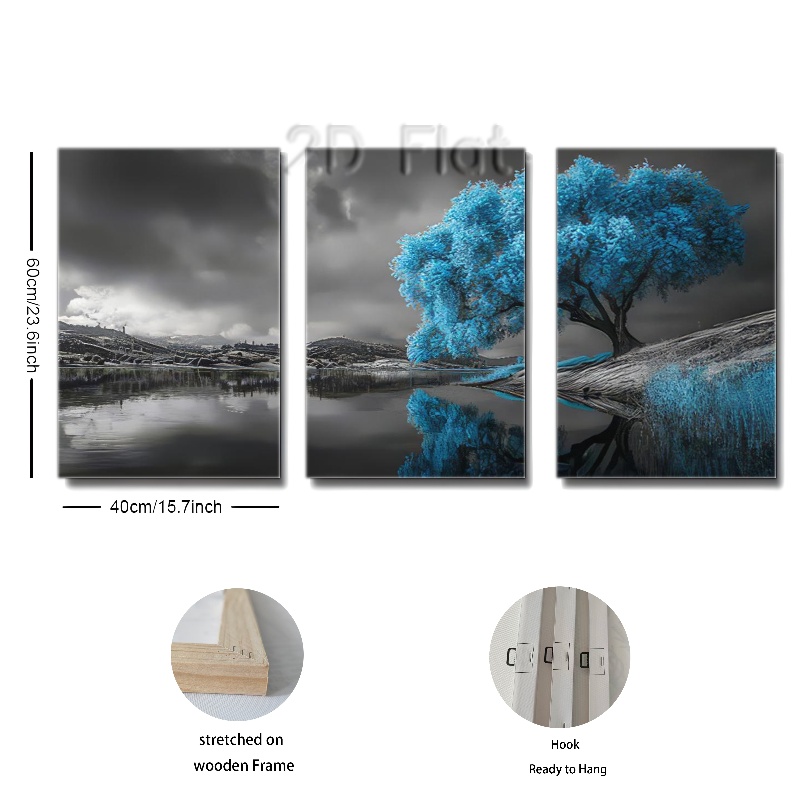 2D Flat
60cm/23.6inch
40cm/15.7inch
stretched on
wooden Frame
Hook
Ready to Hang